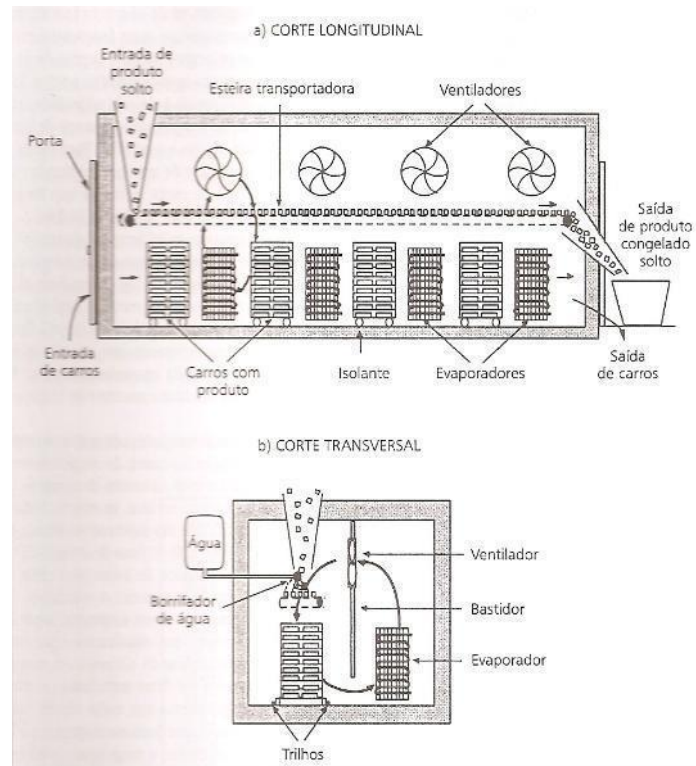 a) CORTE LONGITUDINAL
Entrada de
produto
solto
Esteira transportadora
Ventiladores
Porta
Saída
de produto
congelado
solto
Entrada
de carros
Carros com
produto
Isolante
Evaporadores
Saída
de carros
b) CORTE TRANSVERSAL
Água
Ventilador
Borrifador
de água
Bastidor
Evaporador
Trilhos